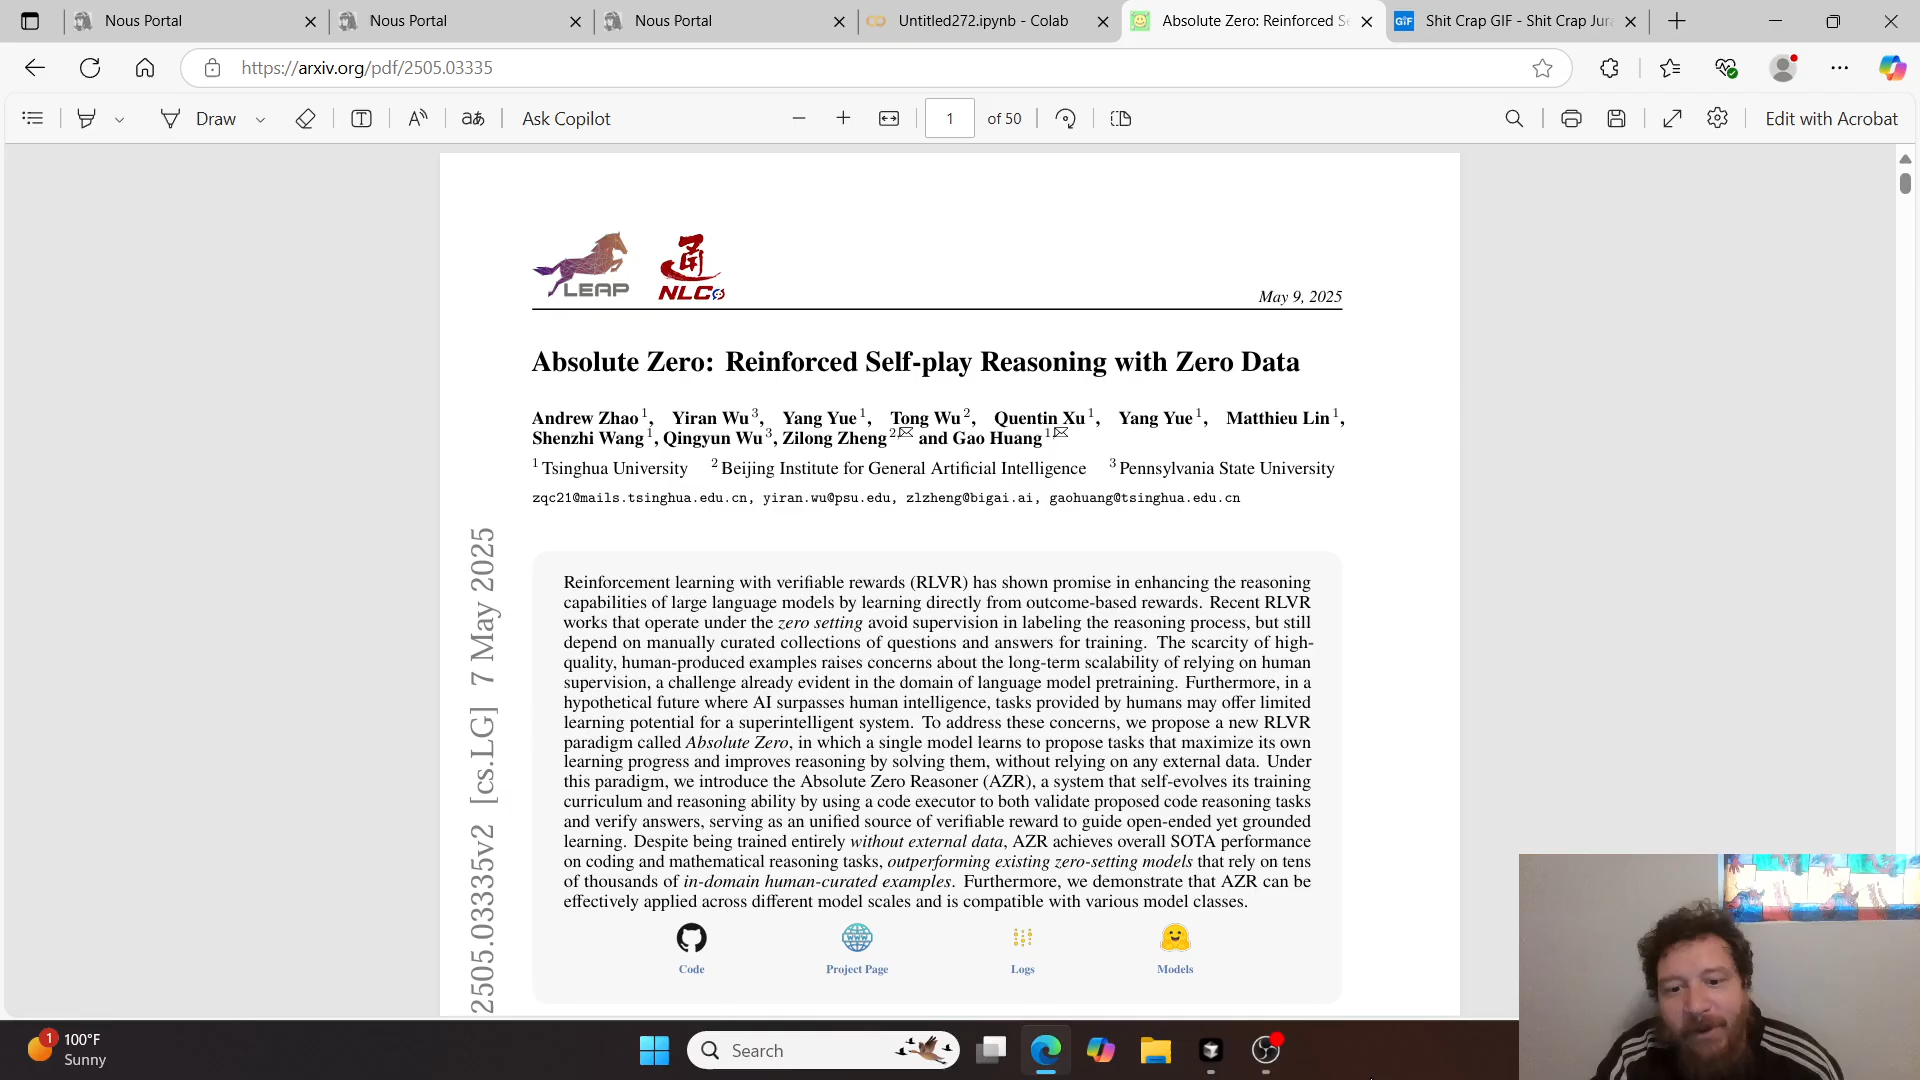 Nous Portal
Nous Portal
Nous Portal
Untitled272.ipynb - Colab
Absolute Zero: Reinforced S
Shit Crap GIF - Shit Crap Jur
https://arxiv.org/pdf/2505.03335
Draw
aあ
Ask Copilot
1
of 50
Edit with Acrobat
LEAP
通
NLCo
May 9, 2025
Absolute Zero: Reinforced Self-play Reasoning with Zero Data
Andrew Zhao 1, Yiran Wu 3, Yang Yue 1, Tong Wu 2, Quentin Xu 1, Yang Yue 1, Matthieu Lin 1,
Shenzhi Wang 1, Qingyun Wu 3, Zilong Zheng 2,✉ and Gao Huang 1✉
1 Tsinghua University 2 Beijing Institute for General Artificial Intelligence 3 Pennsylvania State University
zqc21@mails.tsinghua.edu.cn, yiran.wu@psu.edu, zlzheng@bigai.ai, gaohuang@tsinghua.edu.cn
2505.03335v2 [cs.LG] 7 May 2025
Reinforcement learning with verifiable rewards (RLVR) has shown promise in enhancing the reasoning
capabilities of large language models by learning directly from outcome-based rewards. Recent RLVR
works that operate under the zero setting avoid supervision in labeling the reasoning process, but still
depend on manually curated collections of questions and answers for training. The scarcity of high-
quality, human-produced examples raises concerns about the long-term scalability of relying on human
supervision, a challenge already evident in the domain of language model pretraining. Furthermore, in a
hypothetical future where AI surpasses human intelligence, tasks provided by humans may offer limited
learning potential for a superintelligent system. To address these concerns, we propose a new RLVR
paradigm called Absolute Zero, in which a single model learns to propose tasks that maximize its own
learning progress and improves reasoning by solving them, without relying on any external data. Under
this paradigm, we introduce the Absolute Zero Reasoner (AZR), a system that self-evolves its training
curriculum and reasoning ability by using a code executor to both validate proposed code reasoning tasks
and verify answers, serving as an unified source of verifiable reward to guide open-ended yet grounded
learning. Despite being trained entirely without external data, AZR achieves overall SOTA performance
on coding and mathematical reasoning tasks, outperforming existing zero-setting models that rely on tens
of thousands of in-domain human-curated examples. Furthermore, we demonstrate that AZR can be
effectively applied across different model scales and is compatible with various model classes.
Code
Project Page
Logs
Models
1
100°F
Sunny
Search